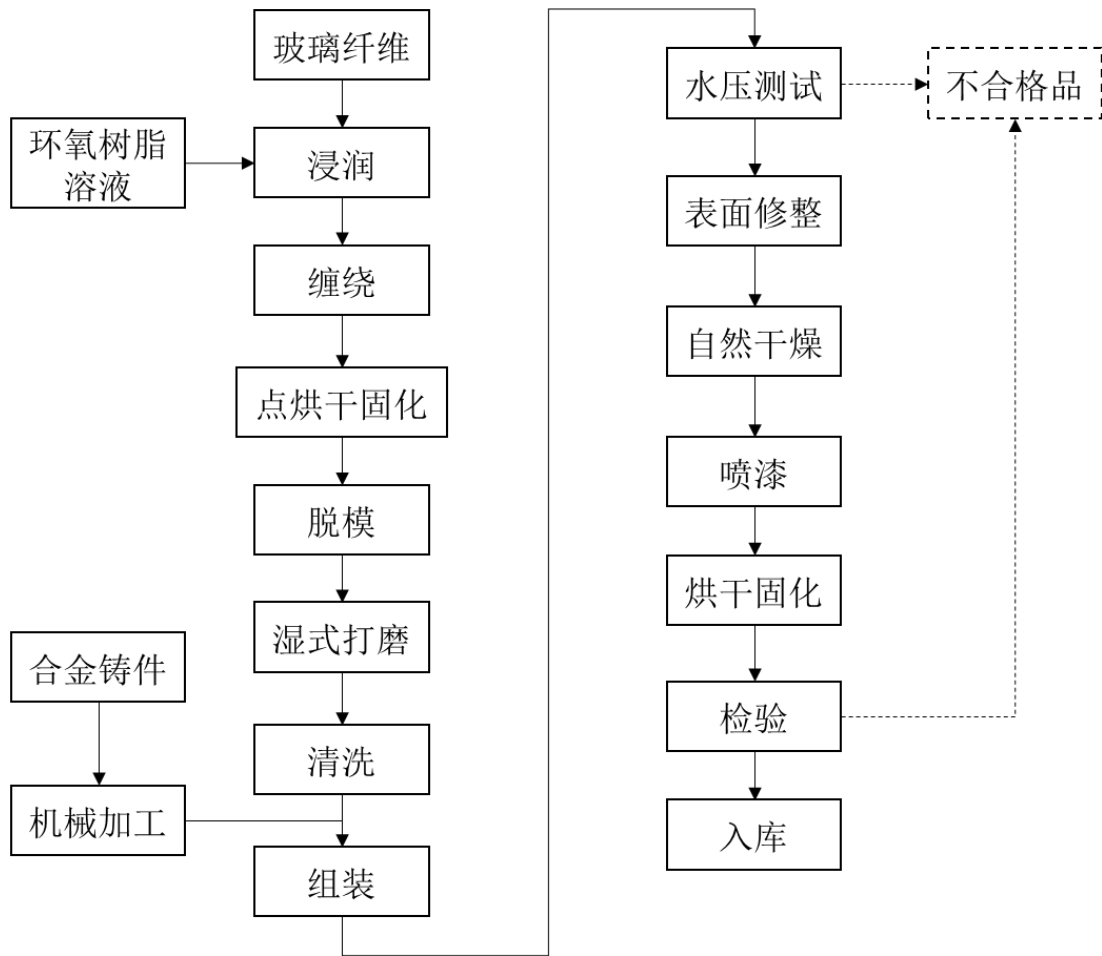 玻璃纤维
环氧树脂
溶液
浸润
缠绕
点烘干固化
脱模
湿式打磨
合金铸件
清洗
机械加工
组装
水压测试
不合格品
表面修整
自然干燥
喷漆
烘干固化
检验
入库